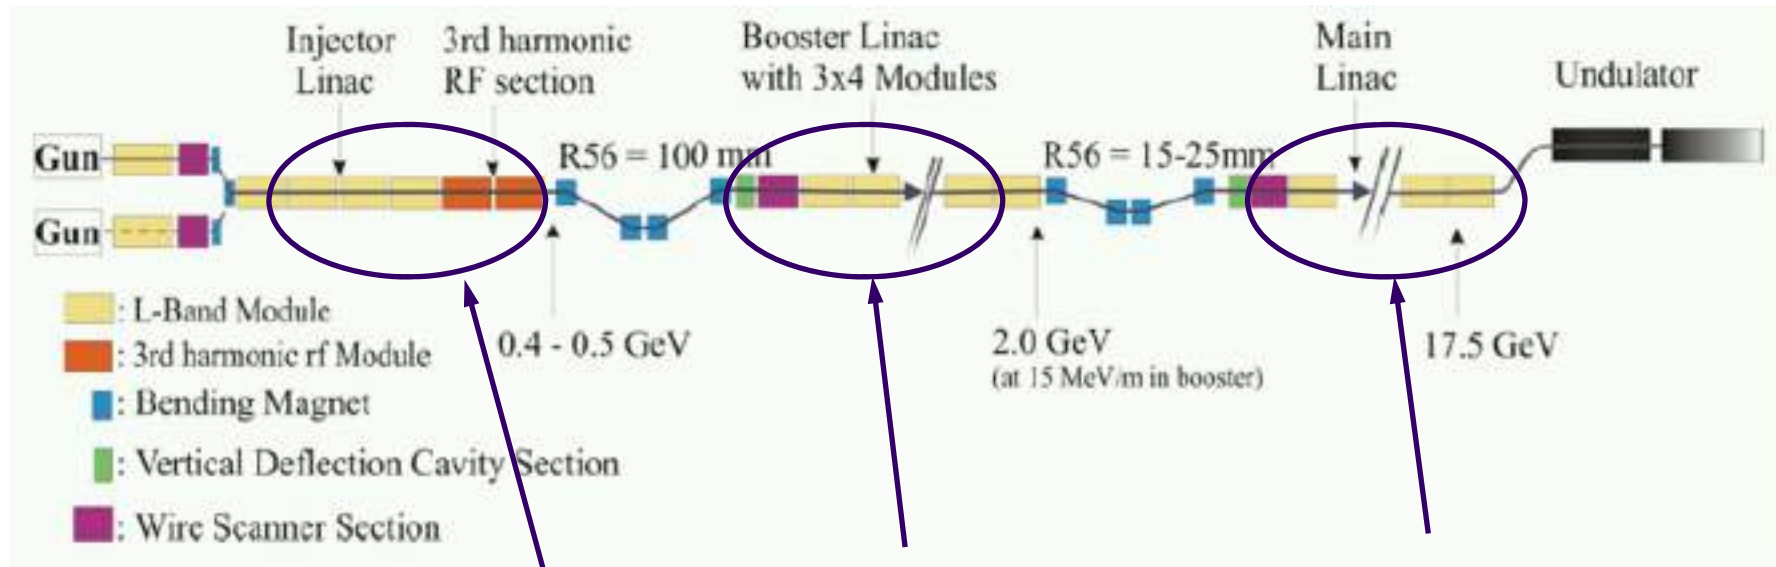 Injector
Linac
3rd harmonic
RF section
Booster Linac
with 3x4 Modules
Main
Linac
Undulator
Gun
R56 = 100 mm
R56 = 15-25mm
Gun
: L-Band Module
: 3rd harmonic rf Module
: Bending Magnet
: Vertical Deflection Cavity Section
: Wire Scanner Section
0.4 - 0.5 GeV
2.0 GeV
(at 15 MeV/m in booster)
17.5 GeV